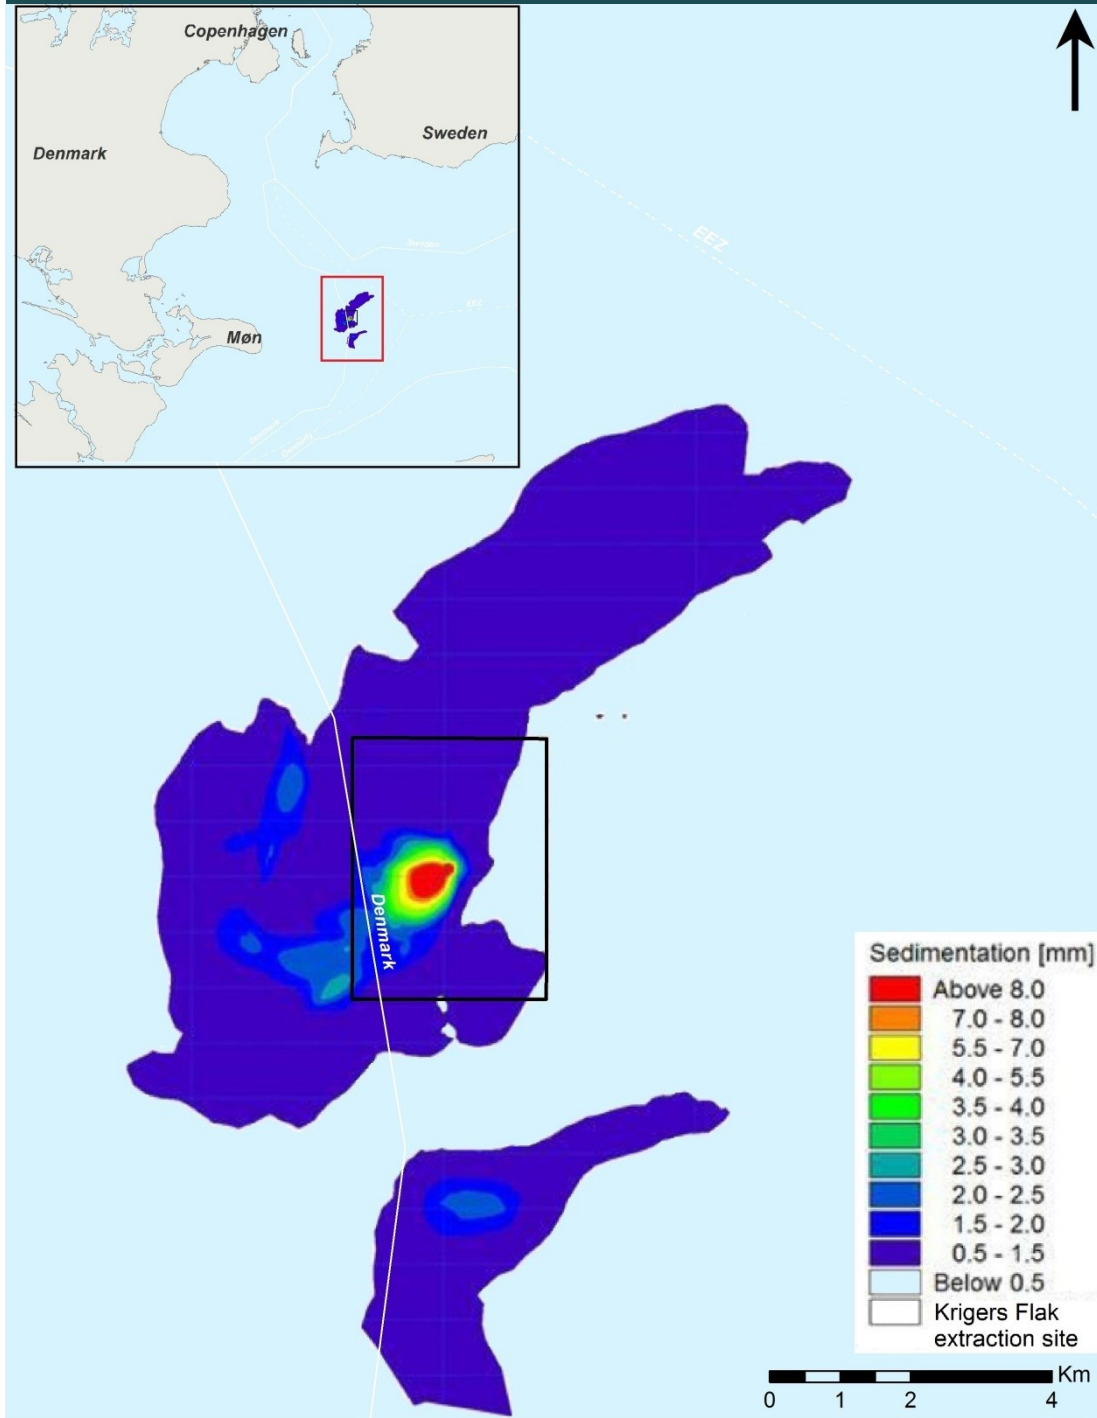 Copenhagen
Sweden
Denmark
Sweden
EEZ
Møn
EEZ
Denmark
Sedimentation [mm]
Above 8.0
7.0 - 8.0
5.5 - 7.0
4.0 - 5.5
3.5 - 4.0
3.0 - 3.5
2.5 - 3.0
2.0 - 2.5
1.5 - 2.0
0.5 - 1.5
Below 0.5
Krigers Flak
extraction site
Km
0 1 2 4